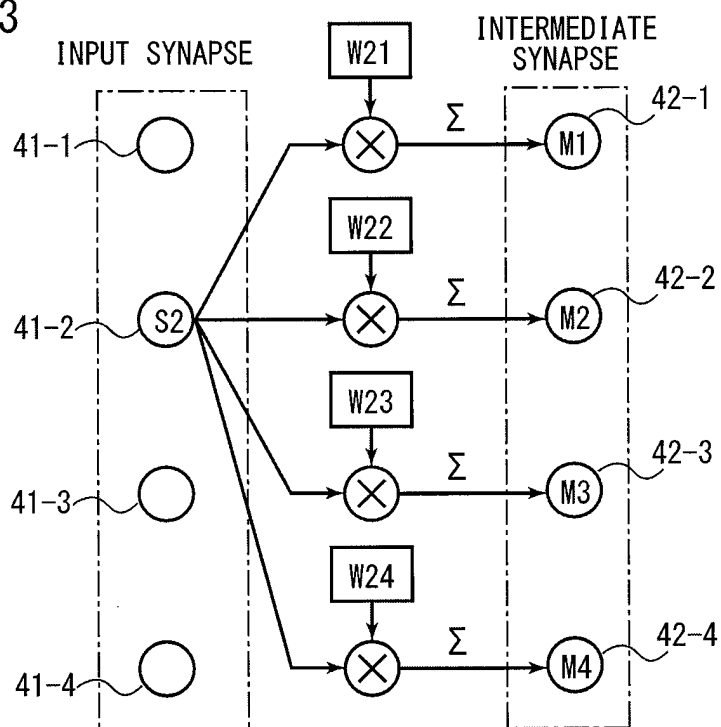 3
INPUT SYNAPSE
INTERMEDIATE
SYNAPSE
W21
41-1
Σ
M1
42-1
W22
41-2
S2
Σ
M2
42-2
W23
41-3
Σ
M3
42-3
W24
41-4
Σ
M4
42-4